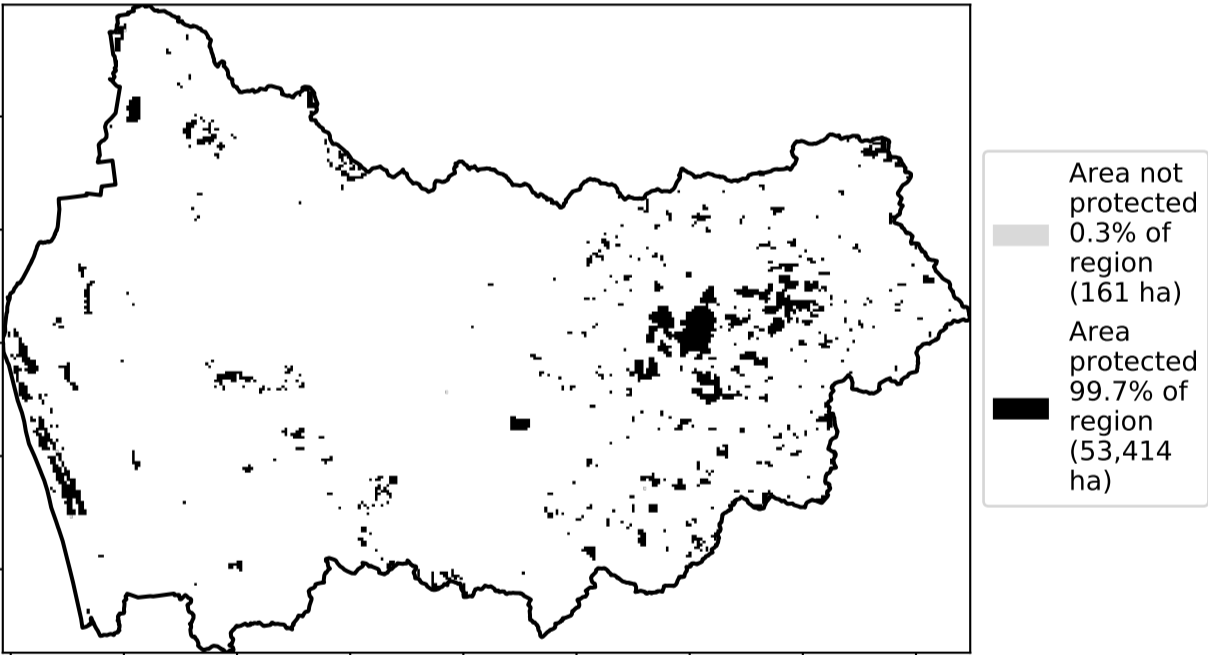 Area not
protected
0.3% of
region
(161 ha)
Area
protected
99.7% of
region
(53,414
ha)